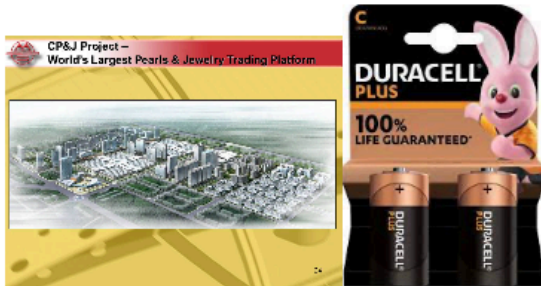 CP&J Project –
World's Largest Pearls & Jewelry Trading Platform
C
DURACELL
PLUS
100%
LIFE GUARANTEED*
+
+
DURACELL
PLUS
DURACELL
PLUS